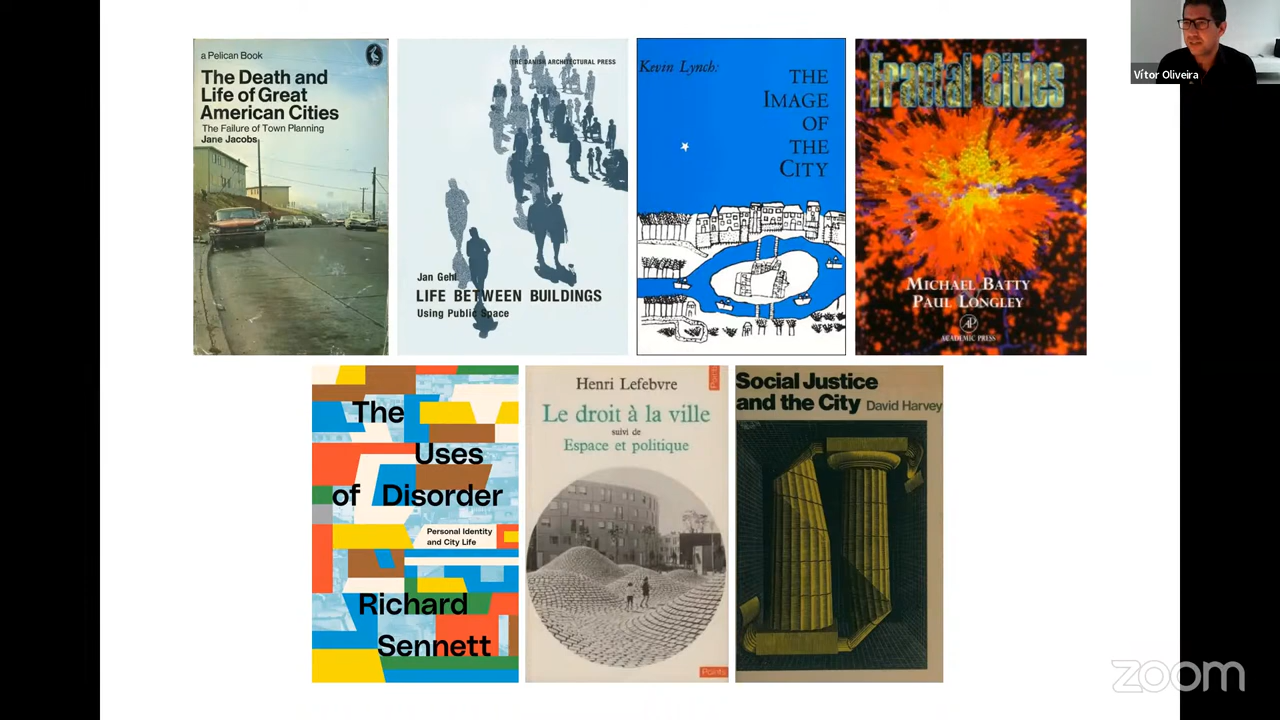 a Pelican Book
The Death and
Life of Great
American Cities
The Failure of Town Planning
Jane Jacobs
THE DANISH ARCHITECTURAL PRESS
Jan Gehl
LIFE BETWEEN BUILDINGS
Using Public Space
Kevin Lynch:
THE
IMAGE
OF
THE
CITY
Fractal Cities
MICHAEL BATTY
PAUL LONGLEY
AP
ACADEMIC PRESS
Vítor Oliveira
The
Uses
of Disorder
Personal Identity
and City Life
Richard
Sennett
Points
Henri Lefebvre
Le droit à la ville
suivi de
Espace et politique
Points
Social Justice
and the City David Harvey
zoom